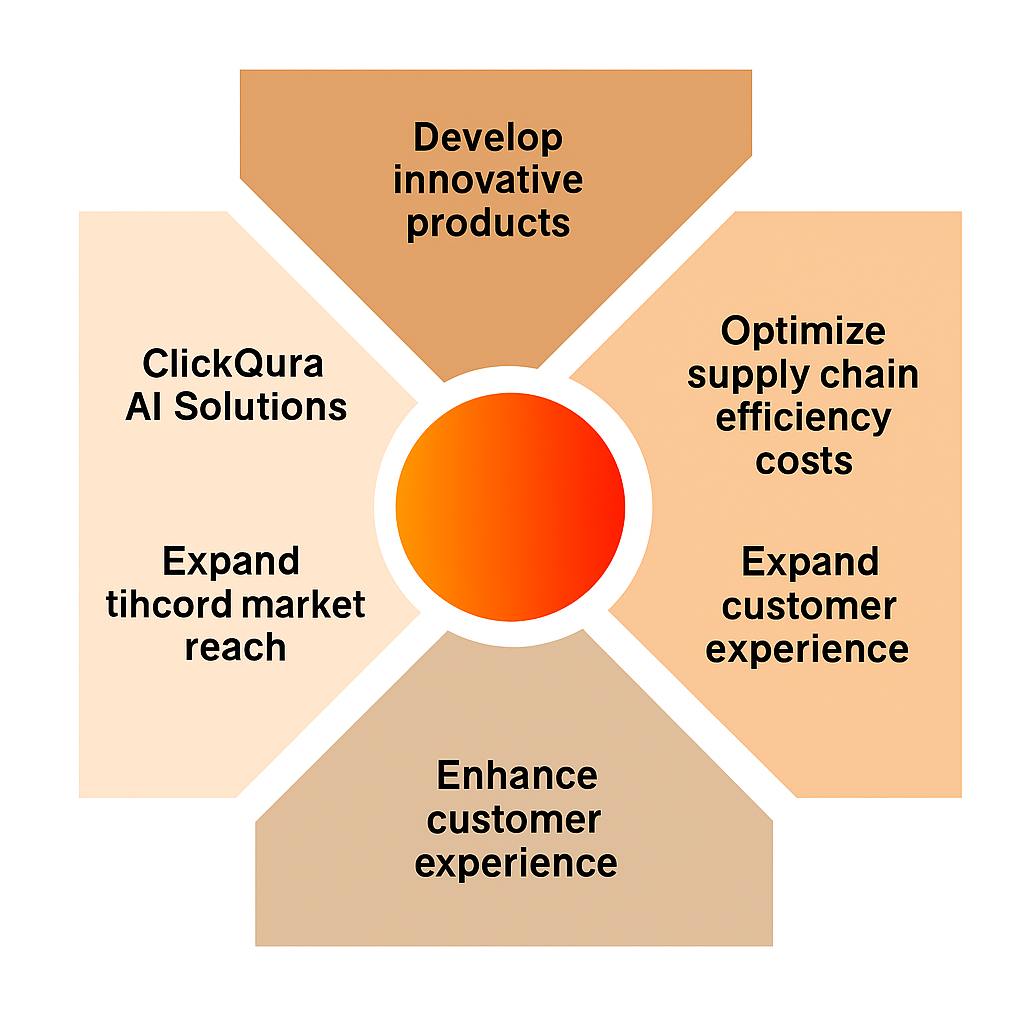 Develop
innovative
products
ClickQura
AI Solutions
Expand
tihcord market
reach
Optimize
supply chain
efficiency
costs
Expand
customer
experience
Enhance
customer
experience